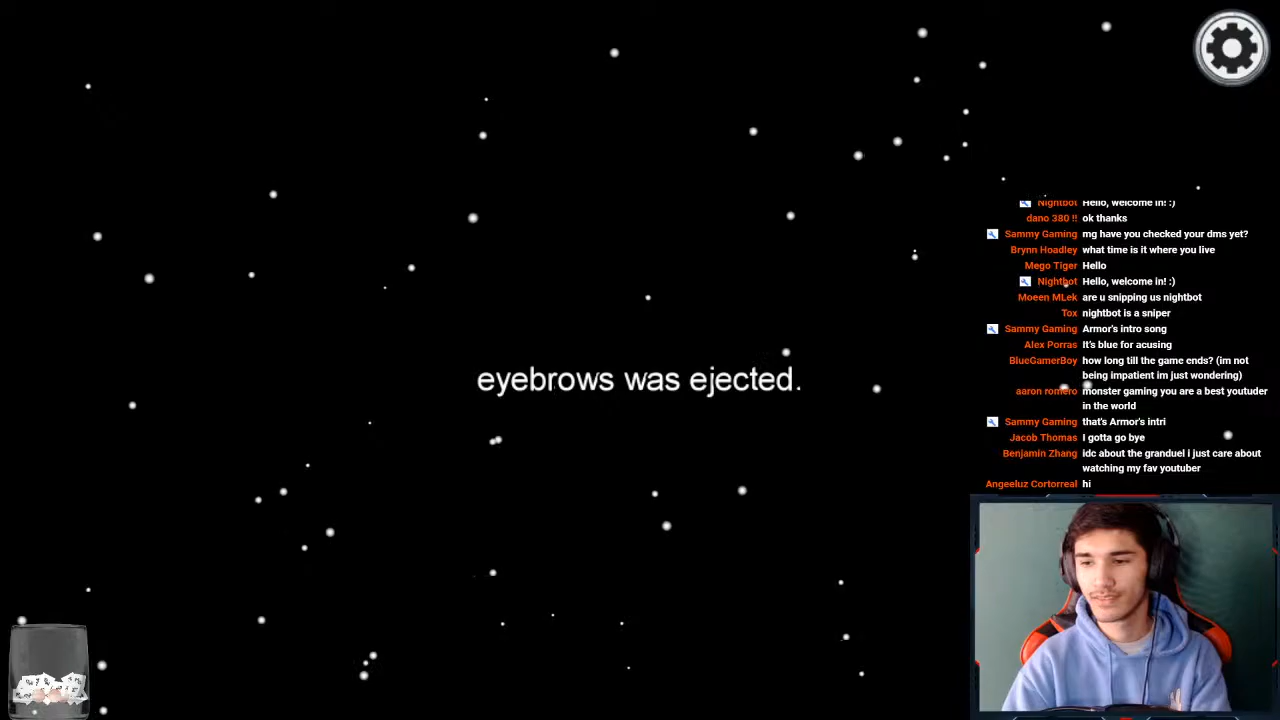 eyebrows was ejected.
Nightbot Hello, welcome in! :)
dano 380 !! ok thanks
Sammy Gaming mg have you checked your dms yet?
Brynn Hoadley what time is it where you live
Mego Tiger Hello
Nightbot Hello, welcome in! :)
Moeen MLek are u snipping us nightbot
Tox nightbot is a sniper
Sammy Gaming Armor's intro song
Alex Porras It's blue for acusing
BlueGamerBoy how long till the game ends? (im not
being impatient im just wondering)
aaron romero monster gaming you are a best youtuder
in the world
Sammy Gaming that's Armor's intri
Jacob Thomas I gotta go bye
Benjamin Zhang idc about the granduel i just care about
watching my fav youtuber
Angeeluz Cortorreal hi